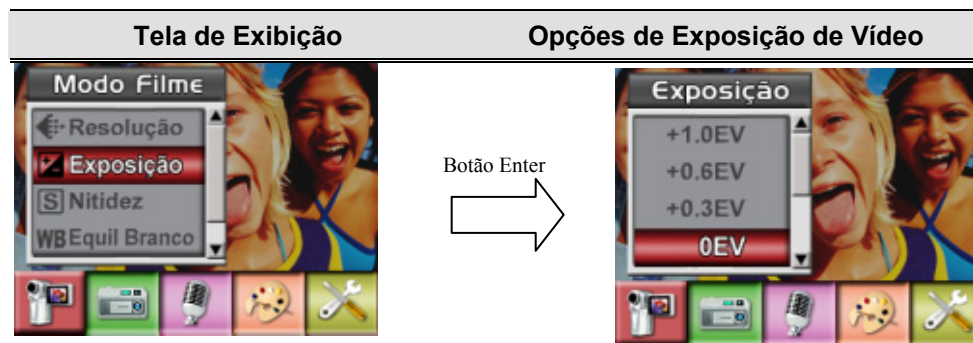 Tela de Exibição
Opções de Exposição de Vídeo
Modo Filme
Resolução
Exposição
S Nitidez
WB Equil Branco
Botão Enter
Exposição
+1.0EV
+0.6EV
+0.3EV
0EV